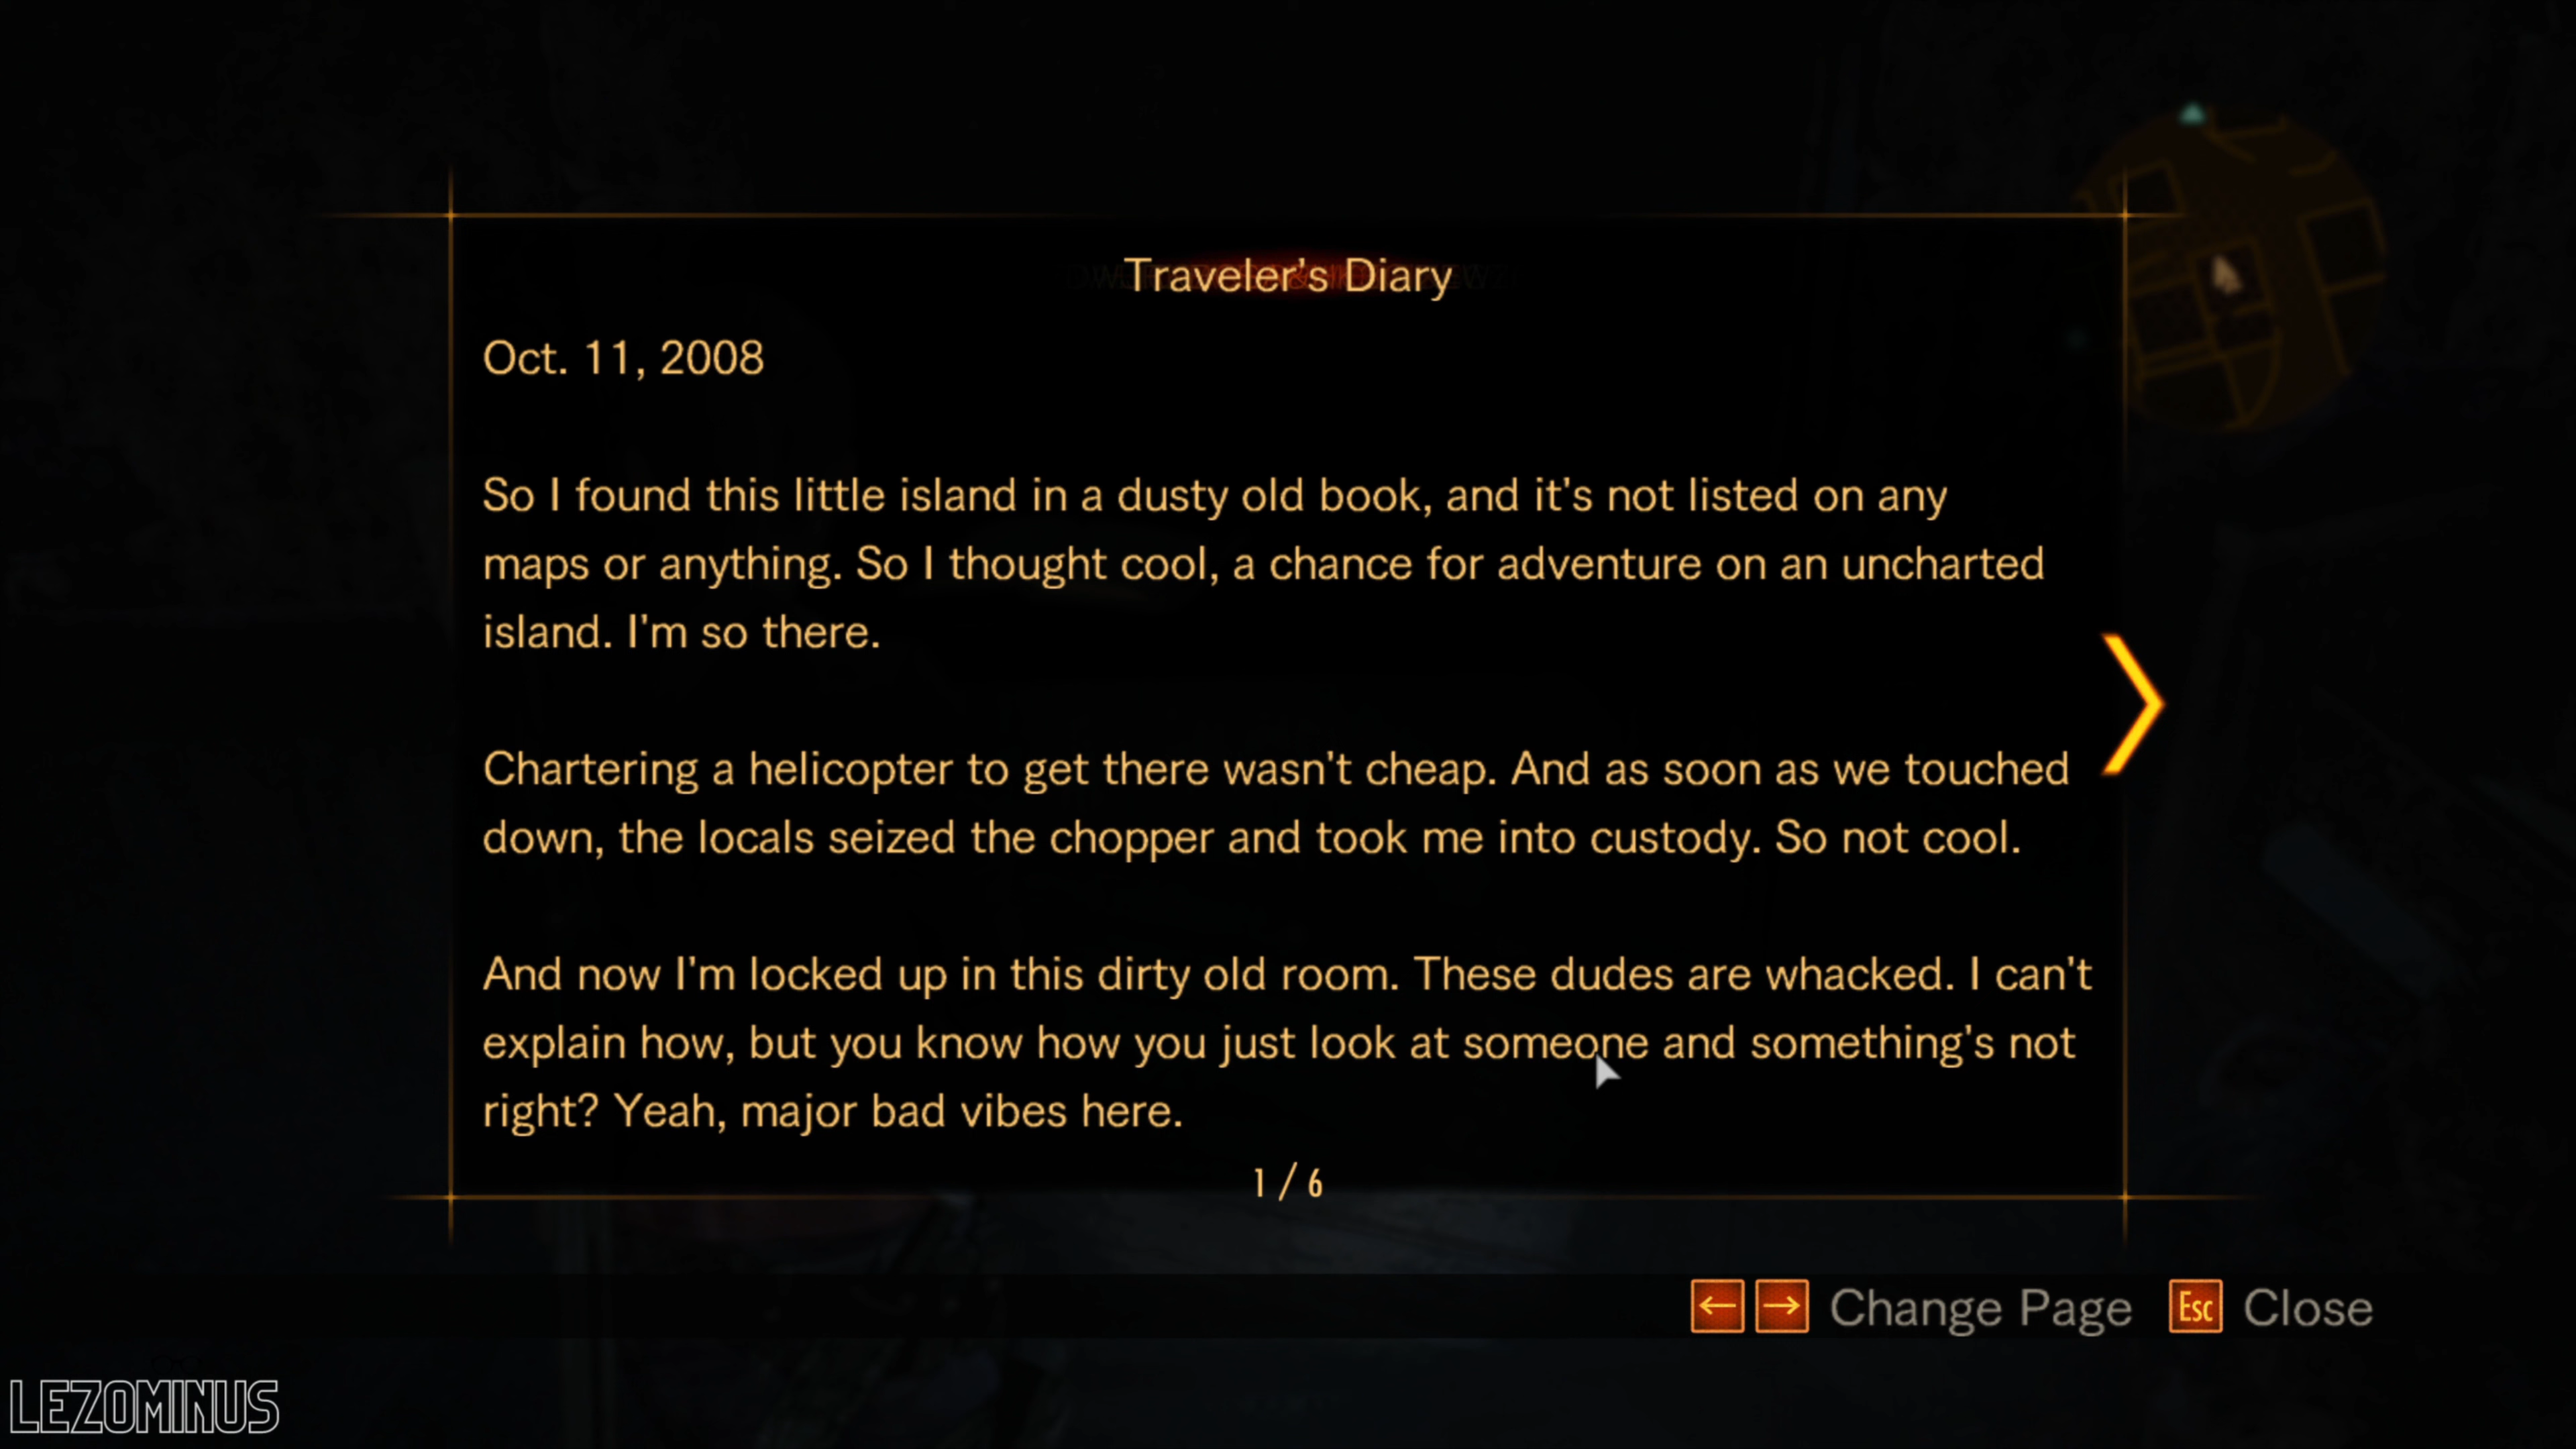 Traveler's Diary
Oct. 11, 2008
So I found this little island in a dusty old book, and it's not listed on any
maps or anything. So I thought cool, a chance for adventure on an uncharted
island. I'm so there.
Chartering a helicopter to get there wasn't cheap. And as soon as we touched
down, the locals seized the chopper and took me into custody. So not cool.
And now I'm locked up in this dirty old room. These dudes are whacked. I can't
explain how, but you know how you just look at someone and something's not
right? Yeah, major bad vibes here.
1 / 6
← → Change Page Esc Close
LEZOMINUS